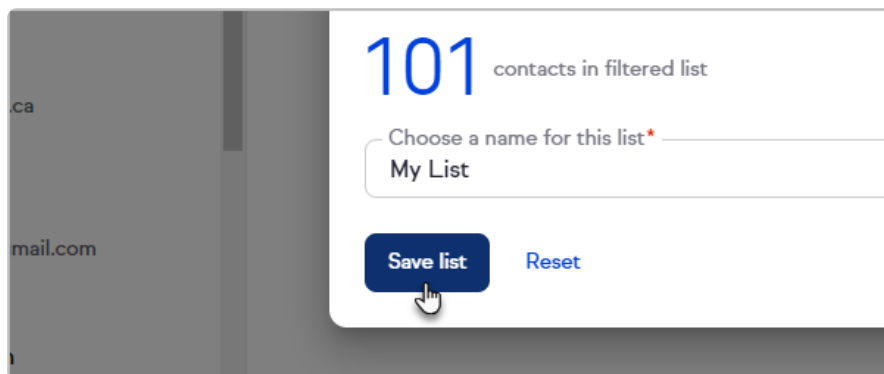 101 contacts in filtered list
.ca
Choose a name for this list*
My List
mail.com
Save list Reset